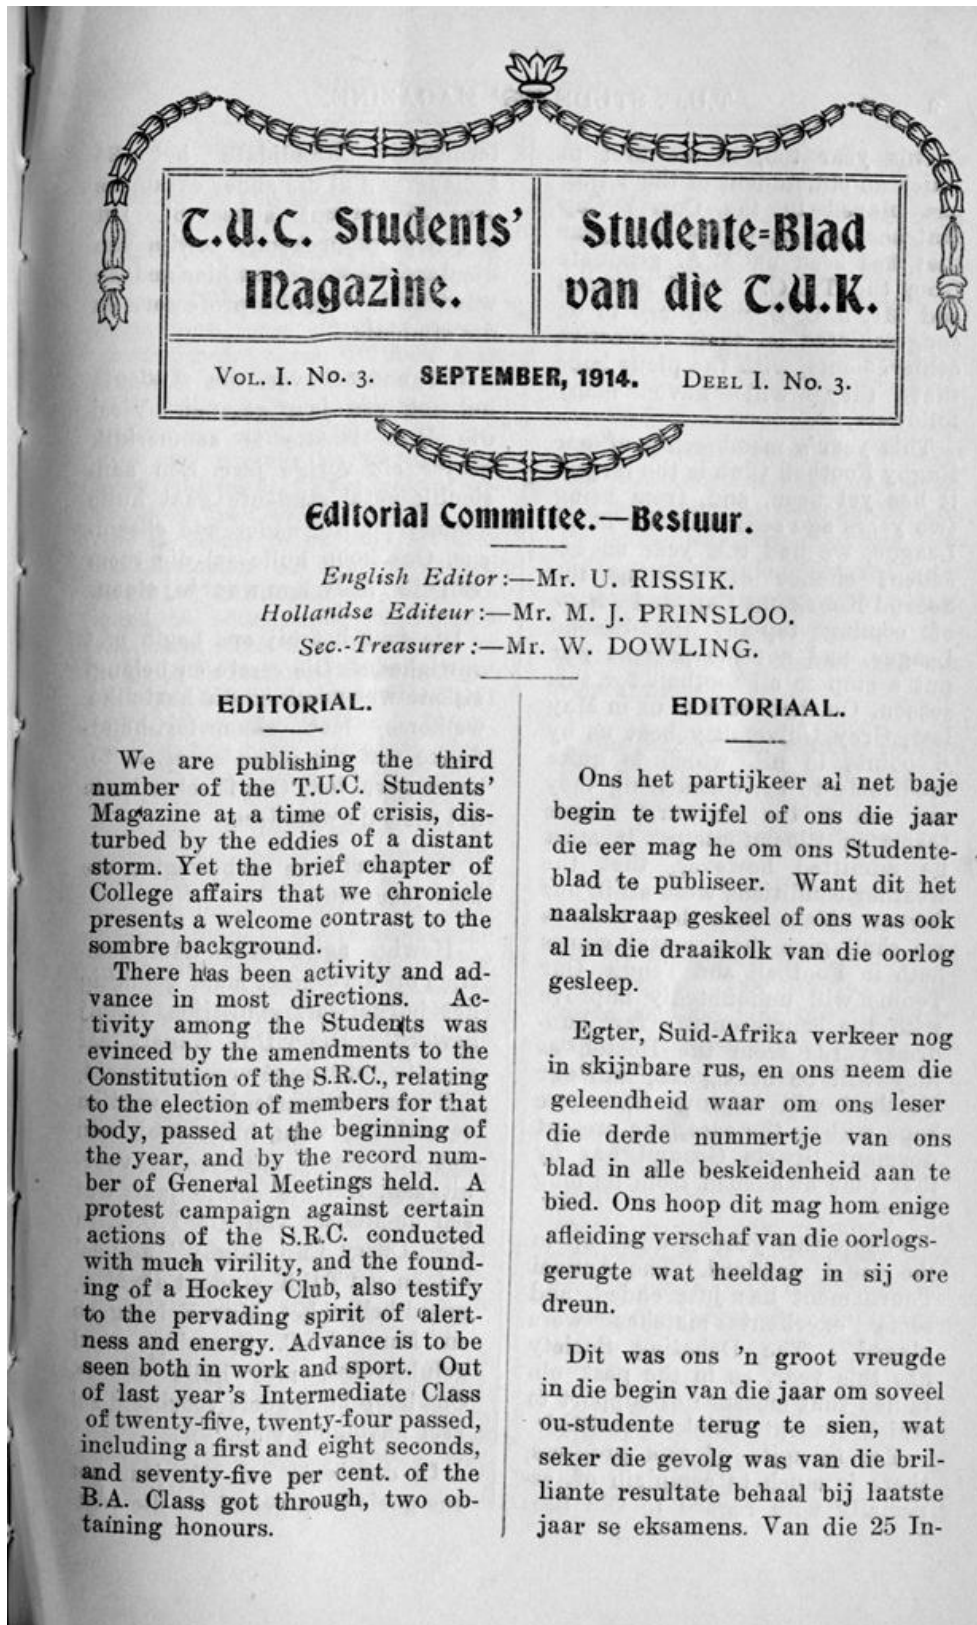 T.U.C. Students'
Magazine.
Studente=Blad
van die T.U.K.
VOL. I. No. 3.
SEPTEMBER, 1914.
DEEL I. No. 3.
Editorial Committee.—Bestuur.
English Editor:—Mr. U. RISSIK.
Hollandse Editeur:—Mr. M. J. PRINSLOO.
Sec.-Treasurer:—Mr. W. DOWLING.
EDITORIAL.
We are publishing the third
number of the T.U.C. Students'
Magazine at a time of crisis, dis-
turbed by the eddies of a distant
storm. Yet the brief chapter of
College affairs that we chronicle
presents a welcome contrast to the
sombre background.
There has been activity and ad-
vance in most directions. Ac-
tivity among the Students was
evinced by the amendments to the
Constitution of the S.R.C., relating
to the election of members for that
body, passed at the beginning of
the year, and by the record num-
ber of General Meetings held. A
protest campaign against certain
actions of the S.R.C. conducted
with much virility, and the found-
ing of a Hockey Club, also testify
to the pervading spirit of alert-
ness and energy. Advance is to be
seen both in work and sport. Out
of last year's Intermediate Class
of twenty-five, twenty-four passed,
including a first and eight seconds,
and seventy-five per cent. of the
B.A. Class got through, two ob-
taining honours.
EDITORIAAL.
Ons het partijkeer al net baje
begin te twijfel of ons die jaar
die eer mag he om ons Studente-
blad te publiseer. Want dit het
naalskraap geskeel of ons was ook
al in die draaikolk van die oorlog
gesleep.
Egter, Suid-Afrika verkeer nog
in skijnbare rus, en ons neem die
geleendheid waar om ons leser
die derde nummertje van ons
blad in alle beskeidenheid aan te
bied. Ons hoop dit mag hom enige
afleiding verschaf van die oorlogs-
gerugte wat heeldag in sij ore
dreun.
Dit was ons 'n groot vreugde
in die begin van die jaar om soveel
ou-studente terug te sien, wat
seker die gevolg was van die bril-
liante resultate behaal bij laatste
jaar se eksamens. Van die 25 In-